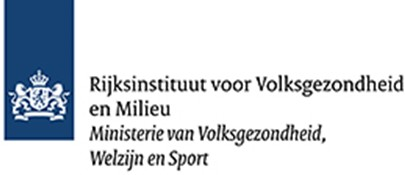 Rijksinstituut voor Volksgezondheid
en Milieu
Ministerie van Volksgezondheid,
Welzijn en Sport